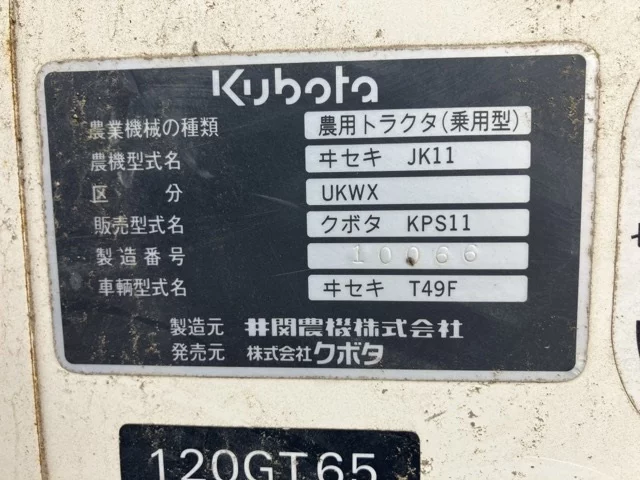 Kubota
農業機械の種類 農用トラクタ(乗用型)
農機型式名 ヰセキ JK11
区 分 UKWX
販売型式名 クボタ KPS11
製造番号 10066
車輌型式名 ヰセキ T49F
製造元 井関農機株式会社
発売元 株式会社クボタ
120GT65